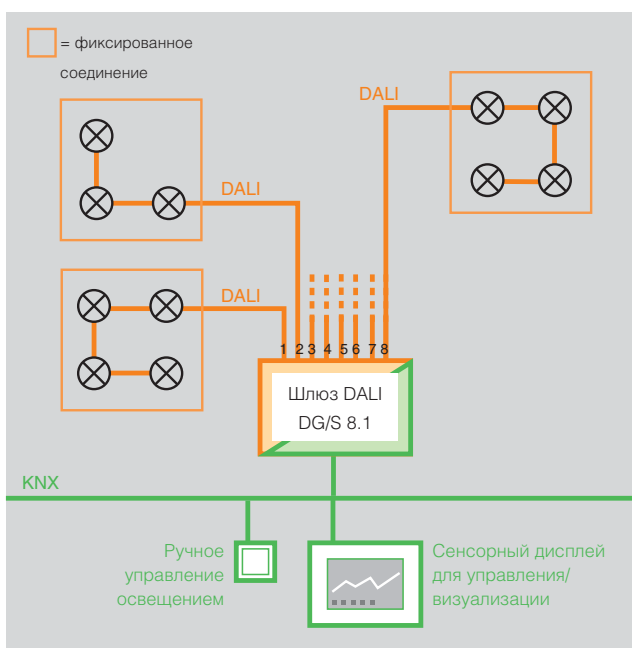 = фиксированное
соединение
DALI
DALI
DALI
1 2 3 4 5 6 7 8
Шлюз DALI
DG/S 8.1
KNX
Ручное
управление
освещением
Сенсорный дисплей
для управления/
визуализации